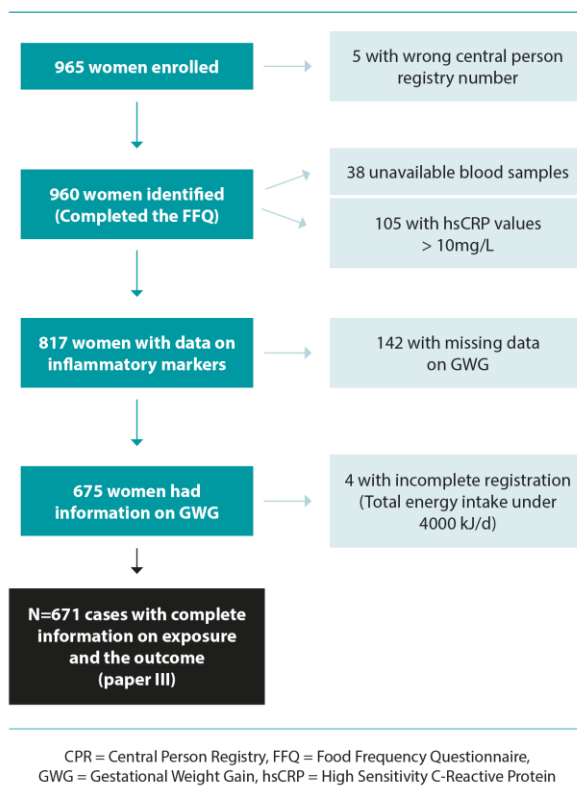 965 women enrolled
5 with wrong central person
registry number
960 women identified
(Completed the FFQ)
38 unavailable blood samples
105 with hsCRP values
> 10mg/L
817 women with data on
inflammatory markers
142 with missing data
on GWG
675 women had
information on GWG
4 with incomplete registration
(Total energy intake under
4000 kJ/d)
N=671 cases with complete
information on exposure
and the outcome
(paper III)
CPR = Central Person Registry, FFQ = Food Frequency Questionnaire,
GWG = Gestational Weight Gain, hsCRP = High Sensitivity C-Reactive Protein